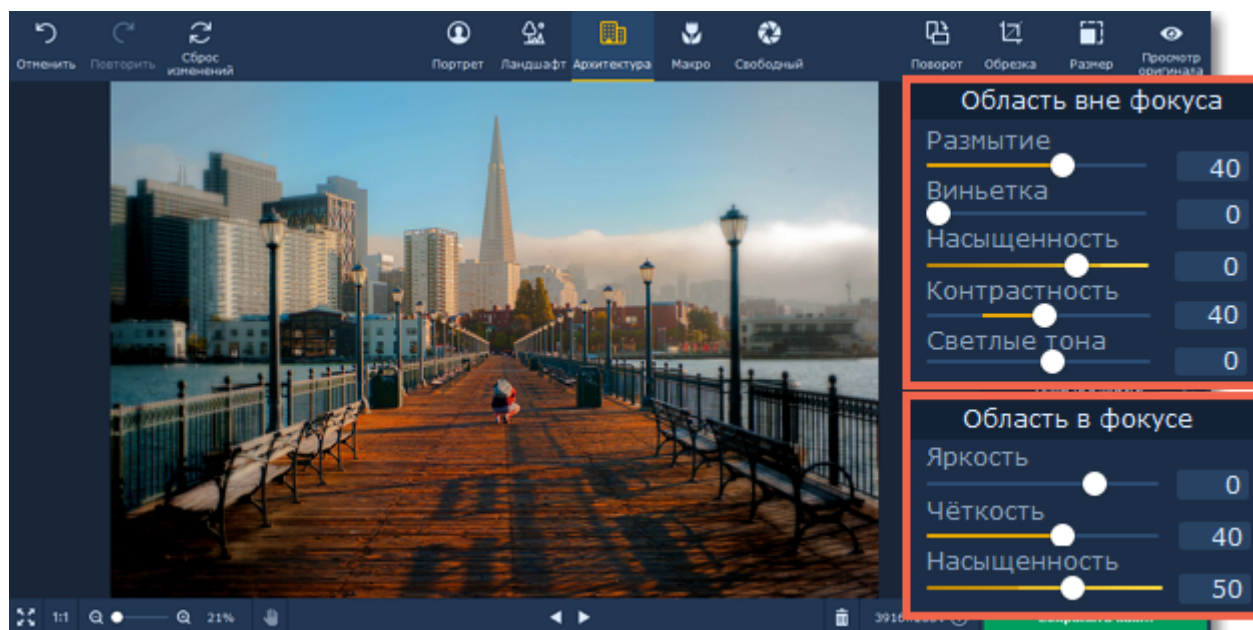 Отменить
Повторить
Сброс
изменений
Портрет
Ландшафт
Архитектура
Макро
Свободный
Поворот
Обрезка
Размер
Просмотр
оригинала
Область вне фокуса
Размытие
40
Виньетка
0
Насыщенность
0
Контрастность
40
Светлые тона
0
Область в фокусе
Яркость
0
Чёткость
40
Насыщенность
50
1:1
21%